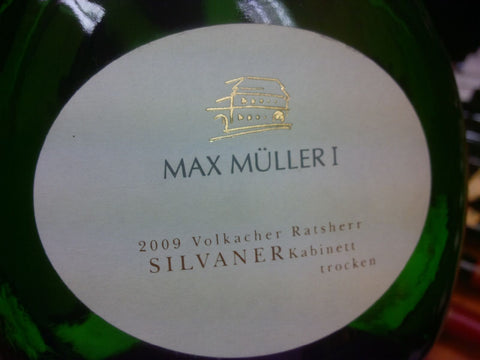 MAX MÜLLER I
2009 Volkacher Ratsherr
SILVANER Kabinett
trocken